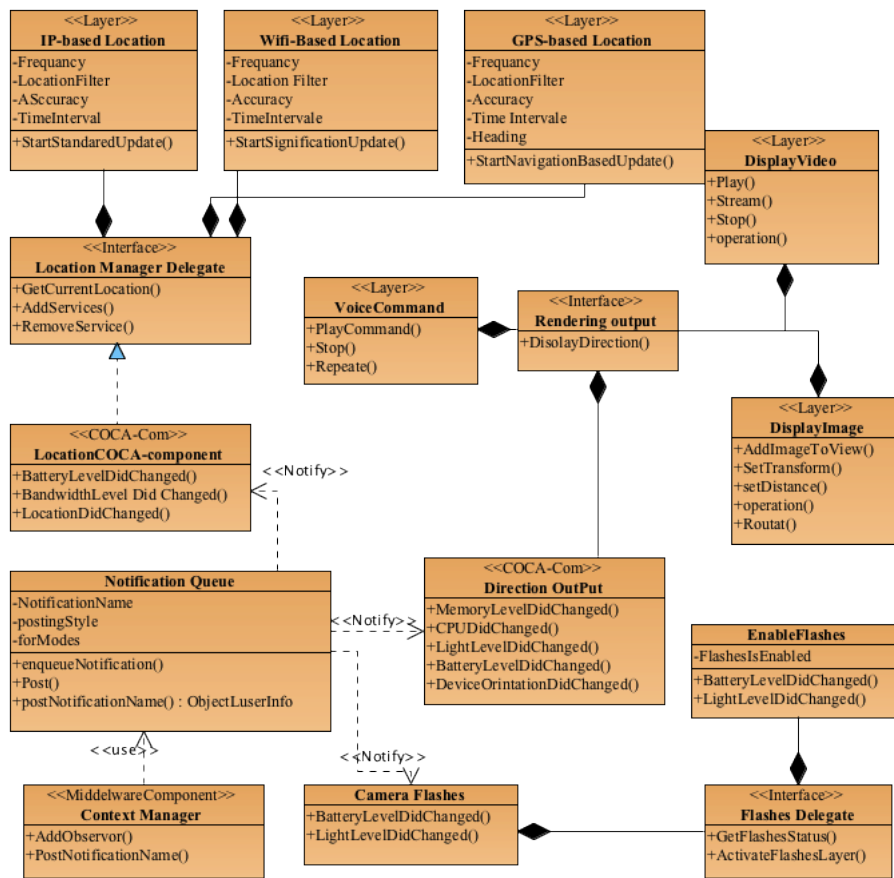 <<Layer>>
IP-based Location
-Frequancy
-LocationFilter
-ASccuracy
-TimeInterval
+StartStandaredUpdate()
<<Layer>>
Wifi-Based Location
-Frequancy
-Location Filter
-Accuracy
-TimeIntervale
+StartSignificationUpdate()
<<Layer>>
GPS-based Location
-Frequancy
-LocationFilter
-Accuracy
-Time Intervale
-Heading
+StartNavigationBasedUpdate()
<<Layer>>
DisplayVideo
+Play()
+Stream()
+Stop()
+operation()
<<Interface>>
Location Manager Delegate
+GetCurrentLocation()
+AddServices()
+RemoveService()
<<Layer>>
VoiceCommand
+PlayCommand()
+Stop()
+Repeate()
<<Interface>>
Rendering output
+DisolayDirection()
<<Layer>>
DisplayImage
+AddImageToView()
+SetTransform()
+setDistance()
+operation()
+Routat()
<<COCA-Com>>
LocationCOCA-component
+BatteryLevelDidChanged()
+BandwidthLevel Did Changed()
+LocationDidChanged()
<<Notify>>
Notification Queue
-NotificationName
-postingStyle
-forModes
+enqueueNotification()
+Post()
+postNotificationName() : ObjectLuserInfo
<<Notify>>
<<COCA-Com>>
Direction OutPut
+MemoryLevelDidChanged()
+CPUDidChanged()
+LightLevelDidChanged()
+BatteryLevelDidChanged()
+DeviceOrintationDidChanged()
EnableFlashes
-FlashesIsEnabled
+BatteryLevelDidChanged()
+LightLevelDidChanged()
<<use>>
<<Notify>>
<<MiddelwareComponent>>
Context Manager
+AddObservor()
+PostNotificationName()
Camera Flashes
+BatteryLevelDidChanged()
+LightLevelDidChanged()
<<Interface>>
Flashes Delegate
+GetFlashesStatus()
+ActivateFlashesLayer()